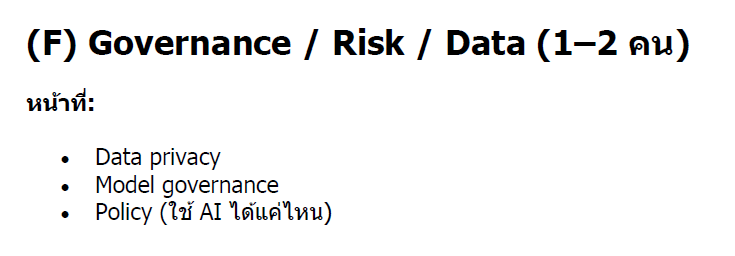 (F) Governance / Risk / Data (1–2 คน)
หน้าที่:
• Data privacy
• Model governance
• Policy (ใช้ AI ได้แค่ไหน)